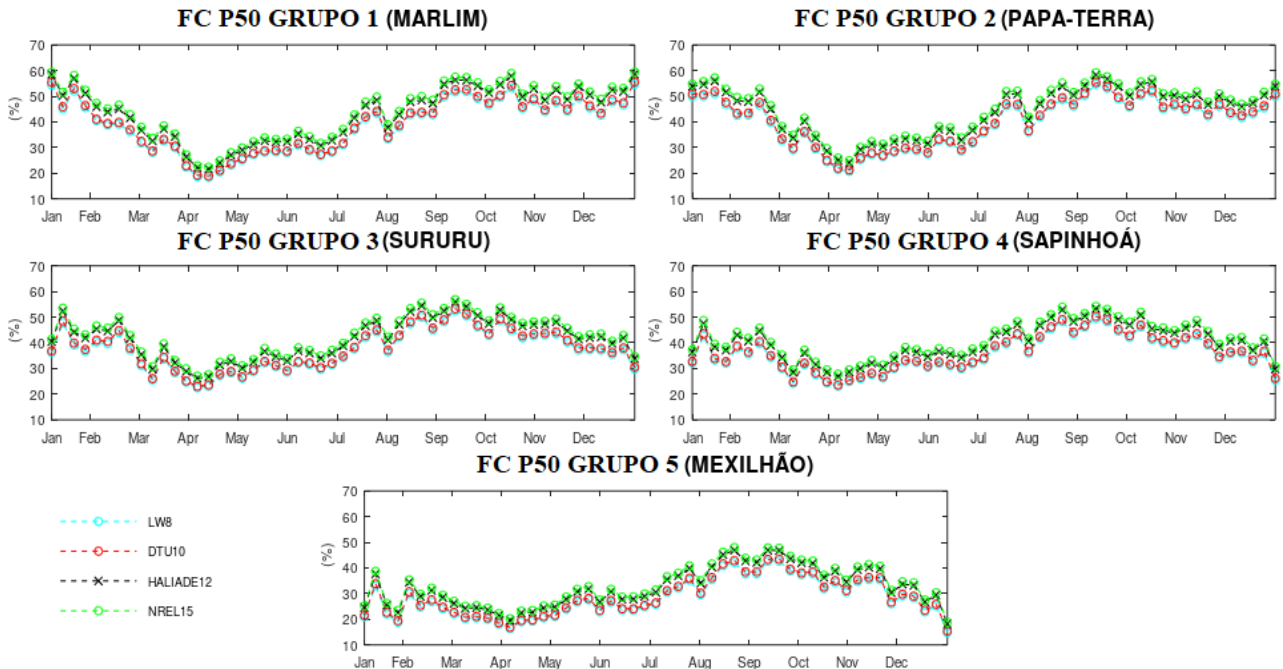 FC P50 GRUPO 1 (MARLIM)
70
60
50
40
30
20
10
(%)
Jan Feb Mar Apr May Jun Jul Aug Sep Oct Nov Dec
FC P50 GRUPO 2 (PAPA-TERRA)
70
60
50
40
30
20
10
(%)
Jan Feb Mar Apr May Jun Jul Aug Sep Oct Nov Dec
FC P50 GRUPO 3 (SURURU)
70
60
50
40
30
20
10
(%)
Jan Feb Mar Apr May Jun Jul Aug Sep Oct Nov Dec
FC P50 GRUPO 4 (SAPINHOÁ)
70
60
50
40
30
20
10
(%)
Jan Feb Mar Apr May Jun Jul Aug Sep Oct Nov Dec
FC P50 GRUPO 5 (MEXILHÃO)
LW8
DTU10
HALIADE12
NREL15
70
60
50
40
30
20
10
(%)
Jan Feb Mar Apr May Jun Jul Aug Sep Oct Nov Dec